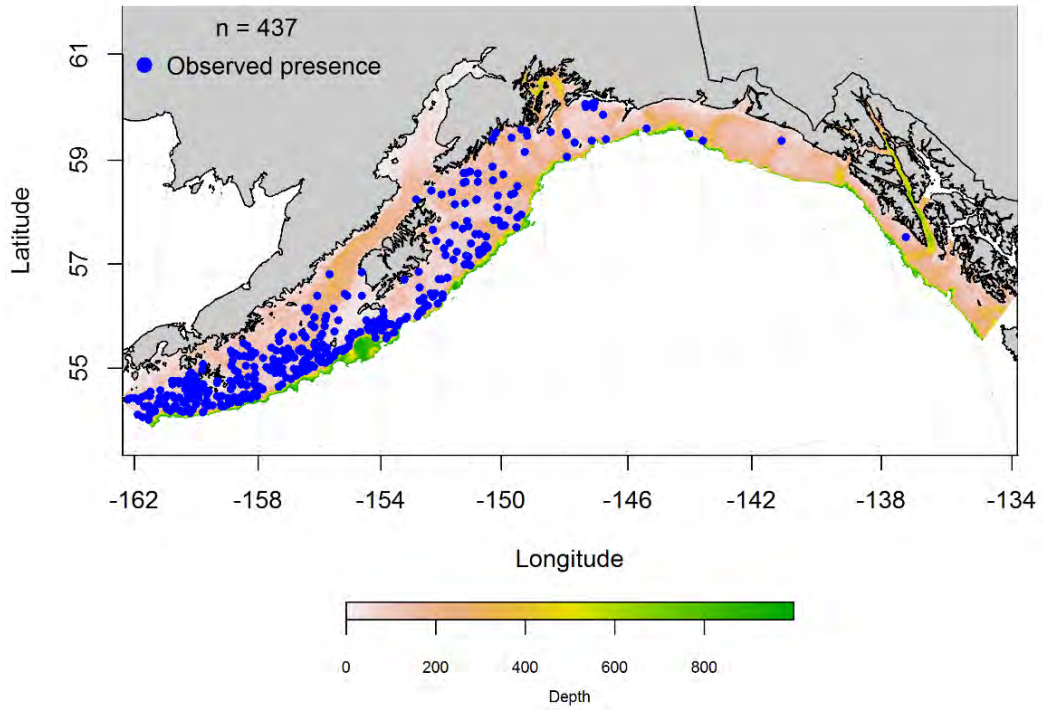 n = 437
Observed presence
61
59
57
55
Latitude
-162 -158 -154 -150 -146 -142 -138 -134
Longitude
0 200 400 600 800
Depth